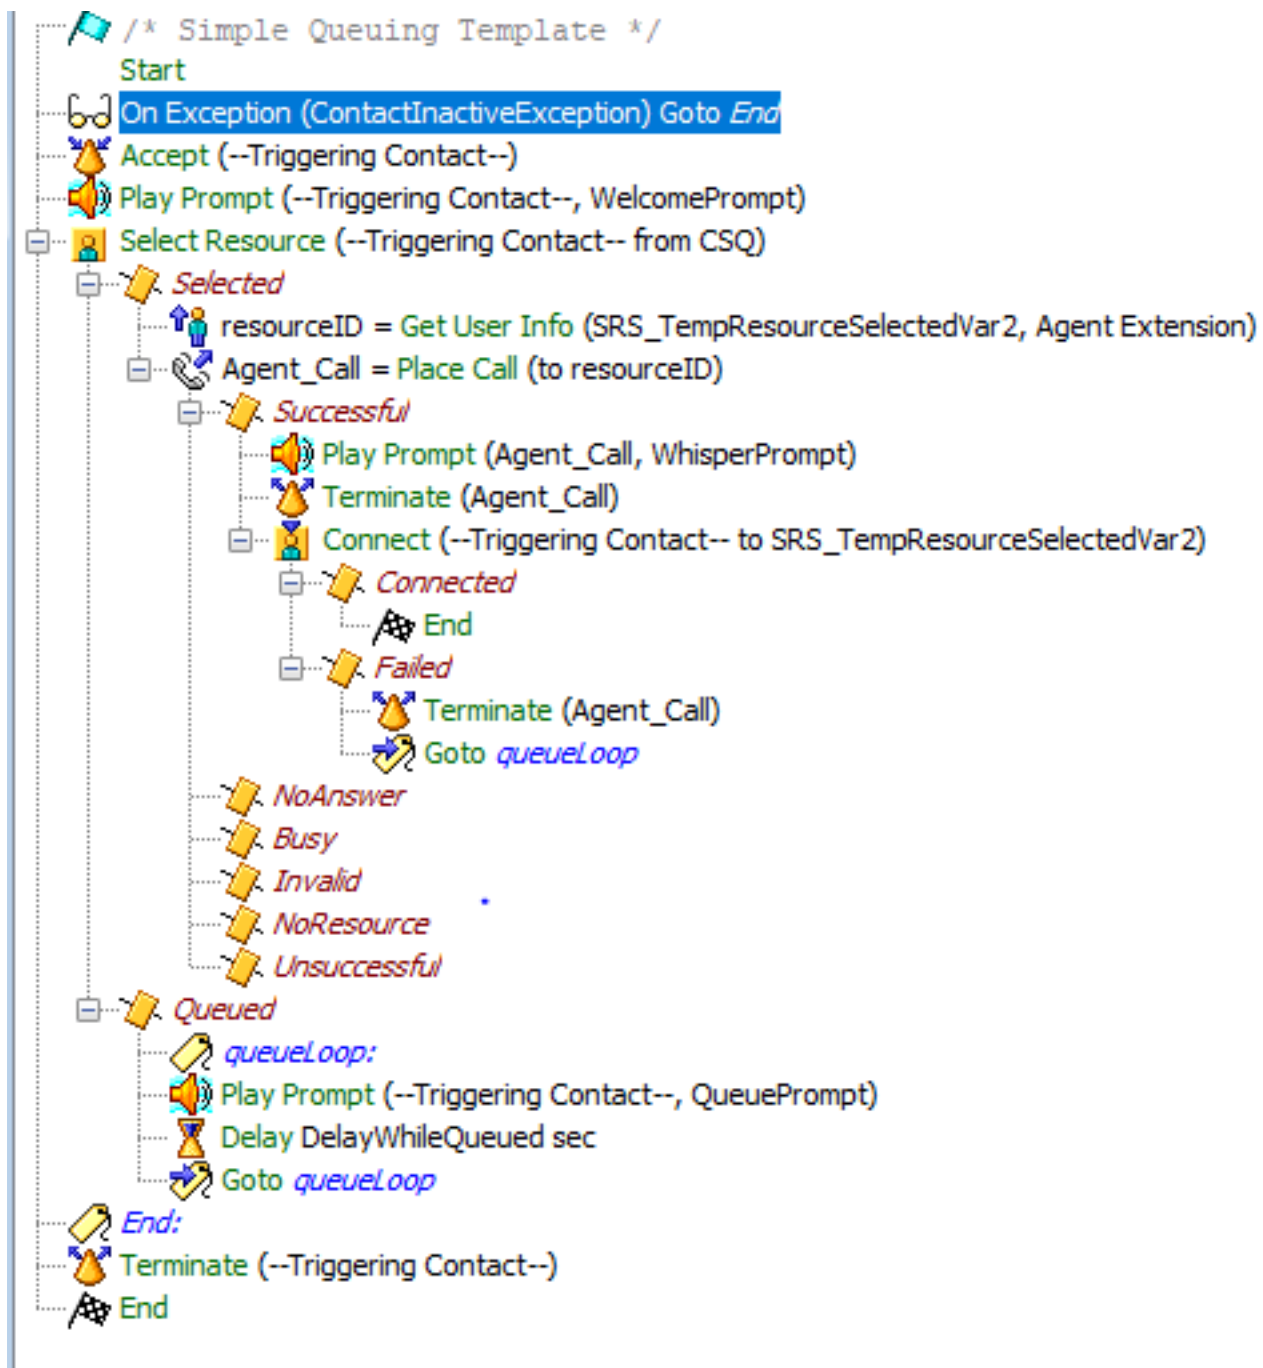 /* Simple Queuing Template */
Start
On Exception (ContactInactiveException) Goto End
Accept (--Triggering Contact--)
Play Prompt (--Triggering Contact--, WelcomePrompt)
Select Resource (--Triggering Contact-- from CSQ)
Selected
resourceID = Get User Info (SRS_TempResourceSelectedVar2, Agent Extension)
Agent_Call = Place Call (to resourceID)
Successful
Play Prompt (Agent_Call, WhisperPrompt)
Terminate (Agent_Call)
Connect (--Triggering Contact-- to SRS_TempResourceSelectedVar2)
Connected
End
Failed
Terminate (Agent_Call)
Goto queueLoop
NoAnswer
Busy
Invalid
NoResource
Unsuccessful
Queued
queueLoop:
Play Prompt (--Triggering Contact--, QueuePrompt)
Delay DelayWhileQueued sec
Goto queueLoop
End:
Terminate (--Triggering Contact--)
End